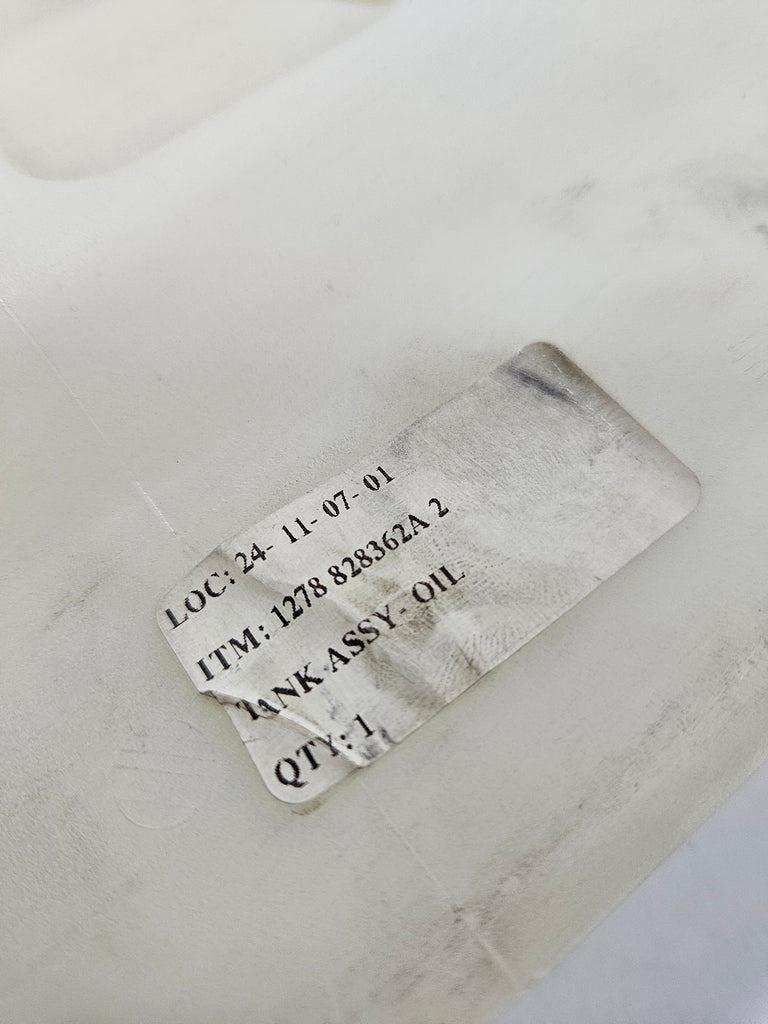 LOC: 24- 11- 07- 01
ITM: 1278 828362A 2
TANK ASSY- OIL
QTY: 1